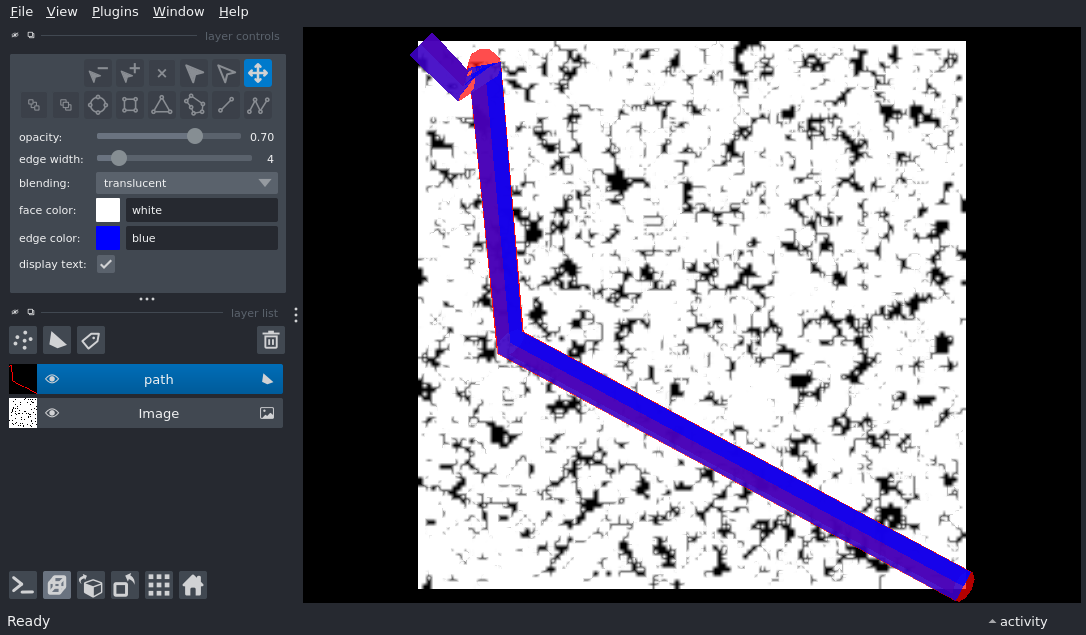 File View Plugins Window Help
layer controls
opacity: 0.70
edge width: 4
blending: translucent
face color: white
edge color: blue
display text:
layer list
path
Image
Ready
activity